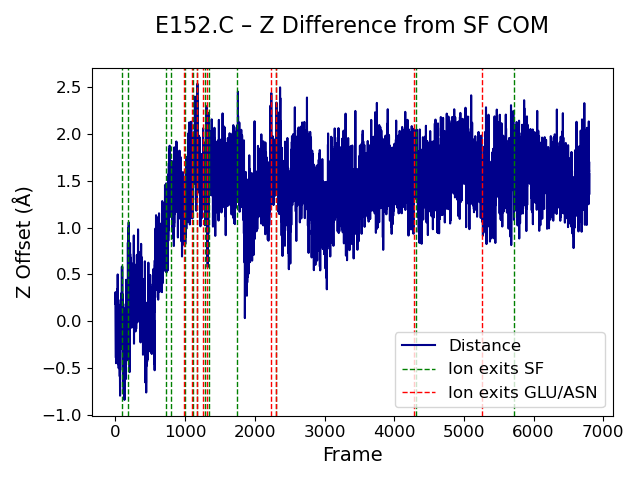 E152.C – Z Difference from SF COM
Z Offset (Å)
2.5
2.0
1.5
1.0
0.5
0.0
−0.5
−1.0
Distance
Ion exits SF
Ion exits GLU/ASN
0
1000
2000
3000
4000
5000
6000
7000
Frame